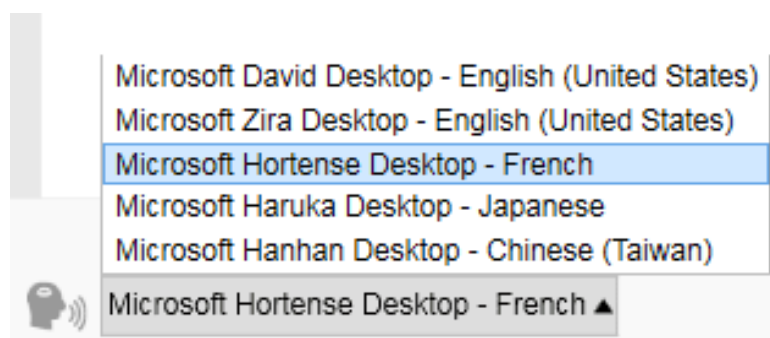 Microsoft David Desktop - English (United States)
Microsoft Zira Desktop - English (United States)
Microsoft Hortense Desktop - French
Microsoft Haruka Desktop - Japanese
Microsoft Hanhan Desktop - Chinese (Taiwan)
Microsoft Hortense Desktop - French ▲